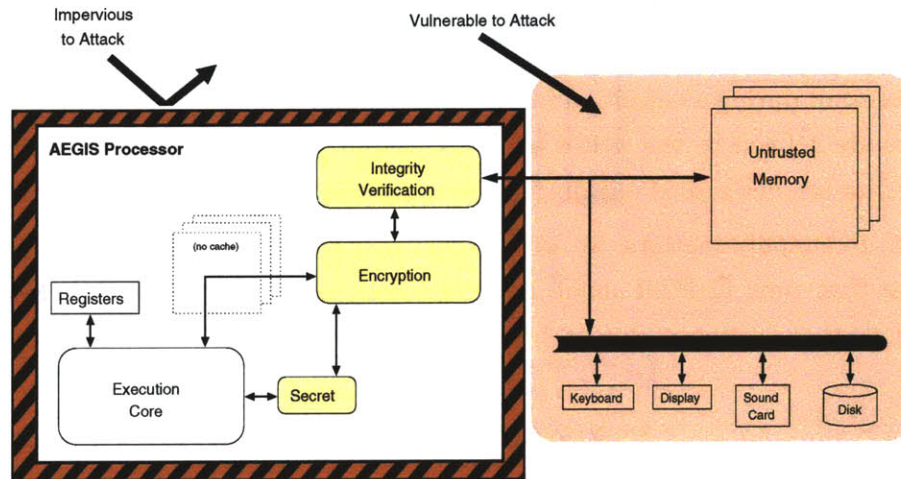 Impervious
to Attack
Vulnerable to Attack
AEGIS Processor
Integrity
Verification
Untrusted
Memory
(no cache)
Encryption
Registers
Execution
Core
Secret
Keyboard
Display
Sound
Card
Disk